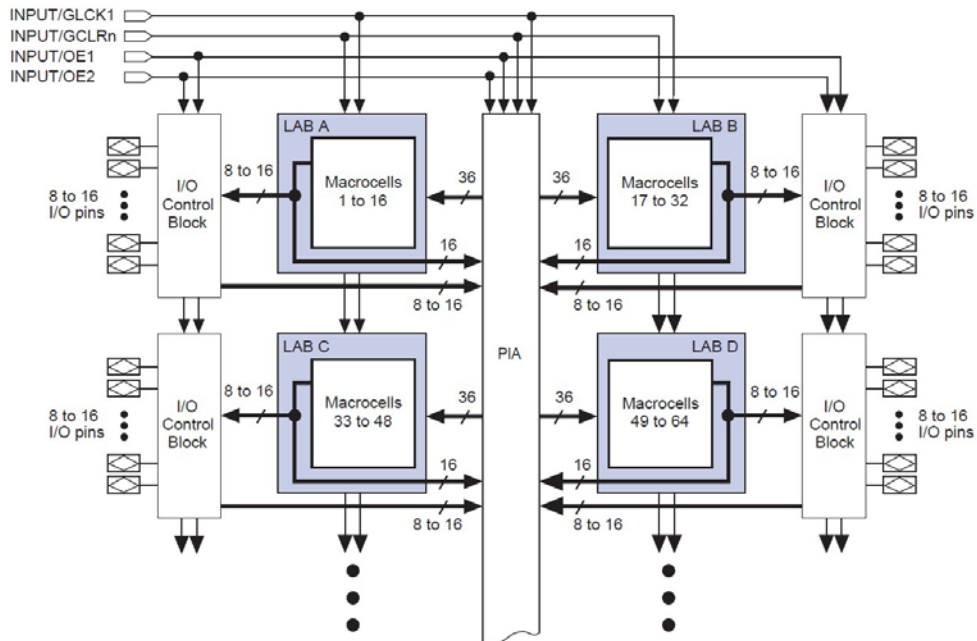 INPUT/GLCK1
INPUT/GCLRn
INPUT/OE1
INPUT/OE2
LAB A
LAB B
8 to 16
I/O pins
I/O
Control
Block
8 to 16
Macrocells
1 to 16
36
36
Macrocells
17 to 32
8 to 16
I/O
Control
Block
8 to 16
I/O pins
16
16
8 to 16
8 to 16
PIA
LAB C
LAB D
8 to 16
I/O pins
I/O
Control
Block
8 to 16
Macrocells
33 to 48
36
36
Macrocells
49 to 64
8 to 16
I/O
Control
Block
8 to 16
I/O pins
16
16
8 to 16
8 to 16